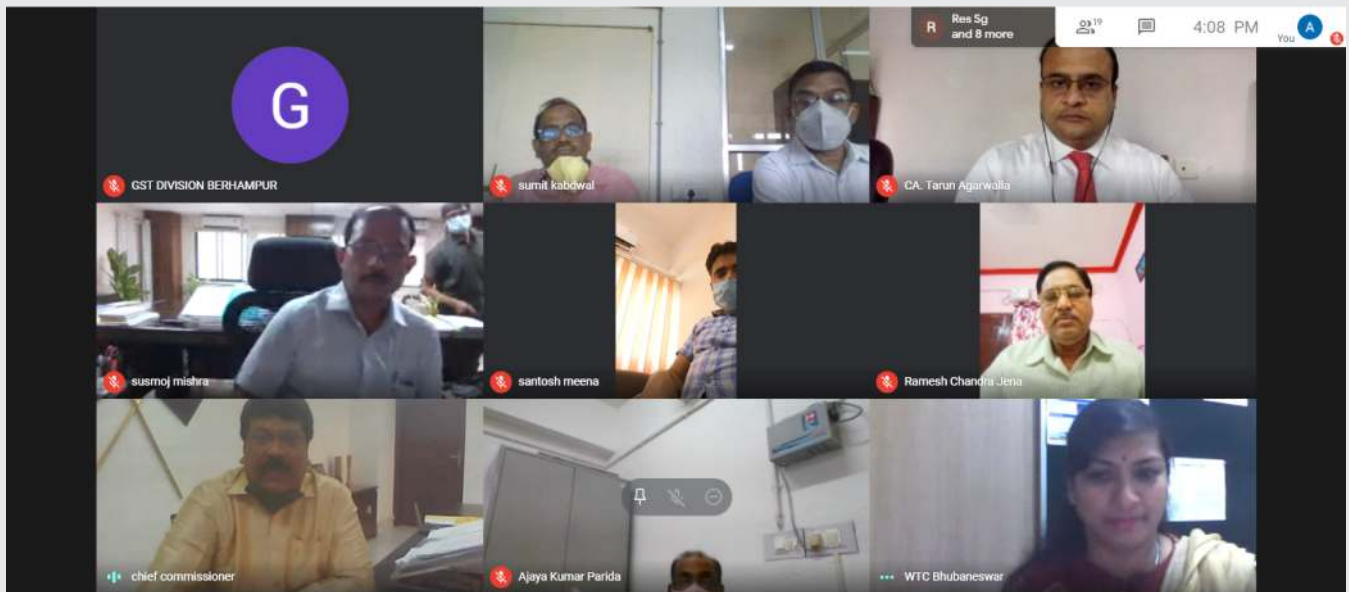 R
Res Sg
and 8 more
19
4:08 PM
You
A
G
GST DIVISION BERHAMPUR
sumit kabdwal
CA. Tarun Agarwalla
susmoj mishra
santosh meena
Ramesh Chandra Jena
chief commissioner
Ajaya Kumar Parida
WTC Bhubaneswar